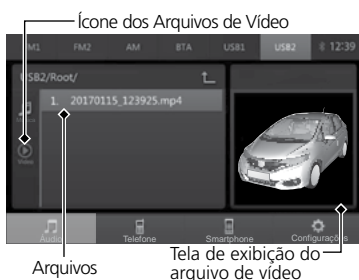 Ícone dos Arquivos de Vídeo
FM1 FM2 AM BTA USB1 USB2 12:39
USB2/Root/
1. 20170115_123925.mp4
Música
Vídeo
Áudio Telefone Smartphone Configurações
Arquivos
Tela de exibição do
arquivo de vídeo